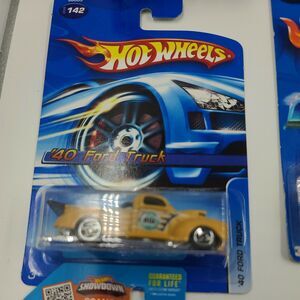 142
HOT WHEELS
'40 Ford Truck
'40 FORD TRUCK
SHOWDOWN
GUARANTEED
FOR LIFE